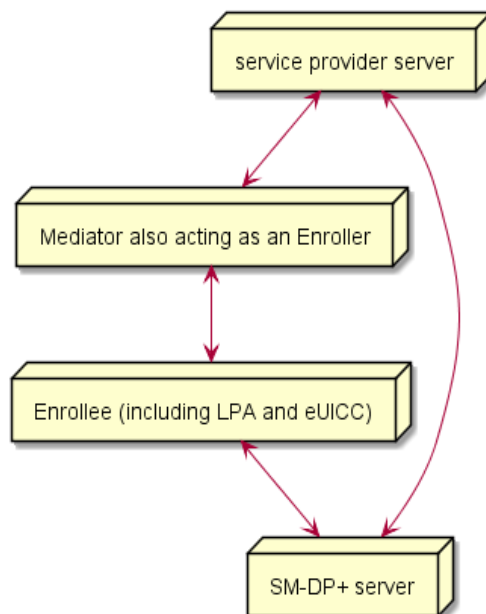 service provider server
Mediator also acting as an Enroller
Enrollee (including LPA and eUICC)
SM-DP+ server